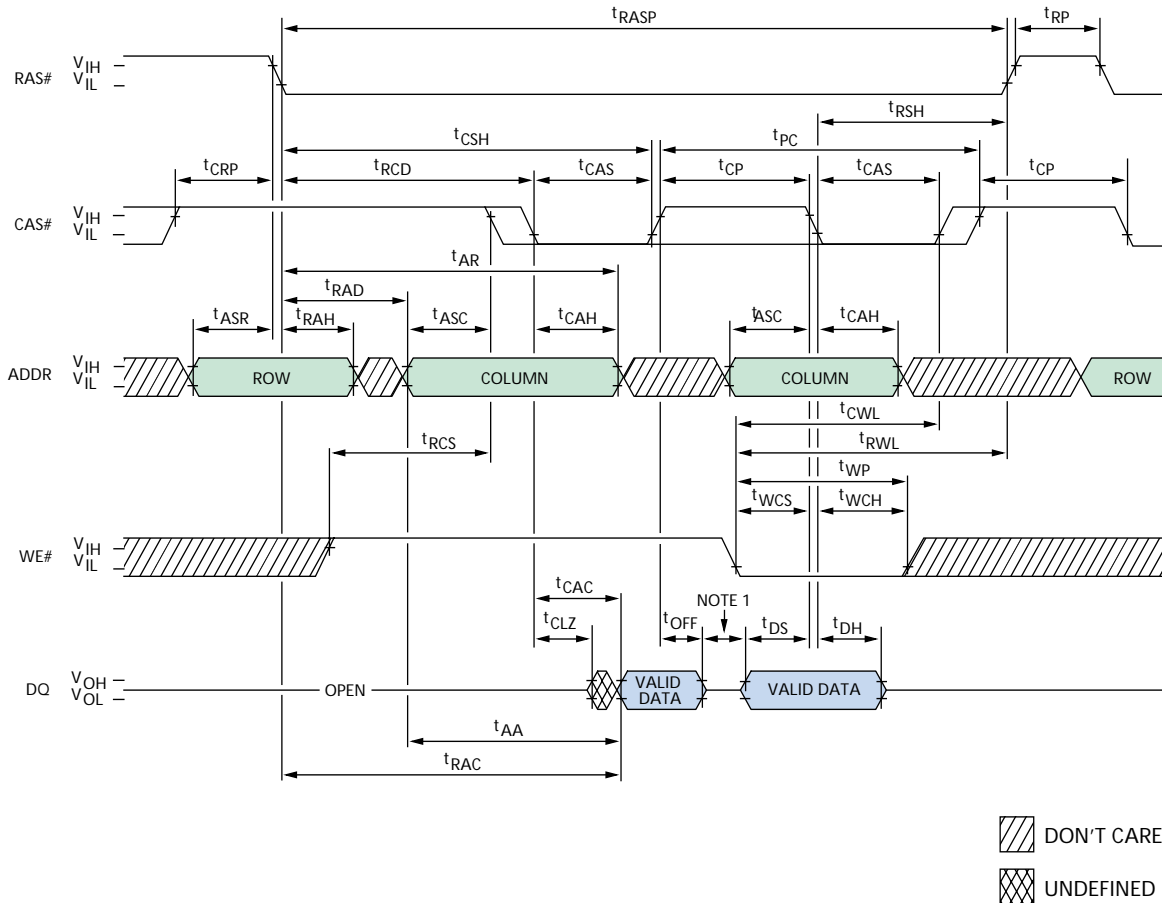 tRASP
tRP
RAS#
VIH
VIL
tRSH
tCSH
tPC
tCRP
tRCD
tCAS
tCP
tCAS
tCP
CAS#
VIH
VIL
tAR
tRAD
tASR
tRAH
tASC
tCAH
tASC
tCAH
ADDR
VIH
VIL
ROW
COLUMN
COLUMN
ROW
tCWL
tRCS
tRWL
tWP
tWCS
tWCH
WE#
VIH
VIL
tCAC
NOTE 1
tCLZ
tOFF
tDS
tDH
DQ
VOH
VOL
OPEN
VALID
DATA
VALID DATA
tAA
tRAC
DON'T CARE
UNDEFINED